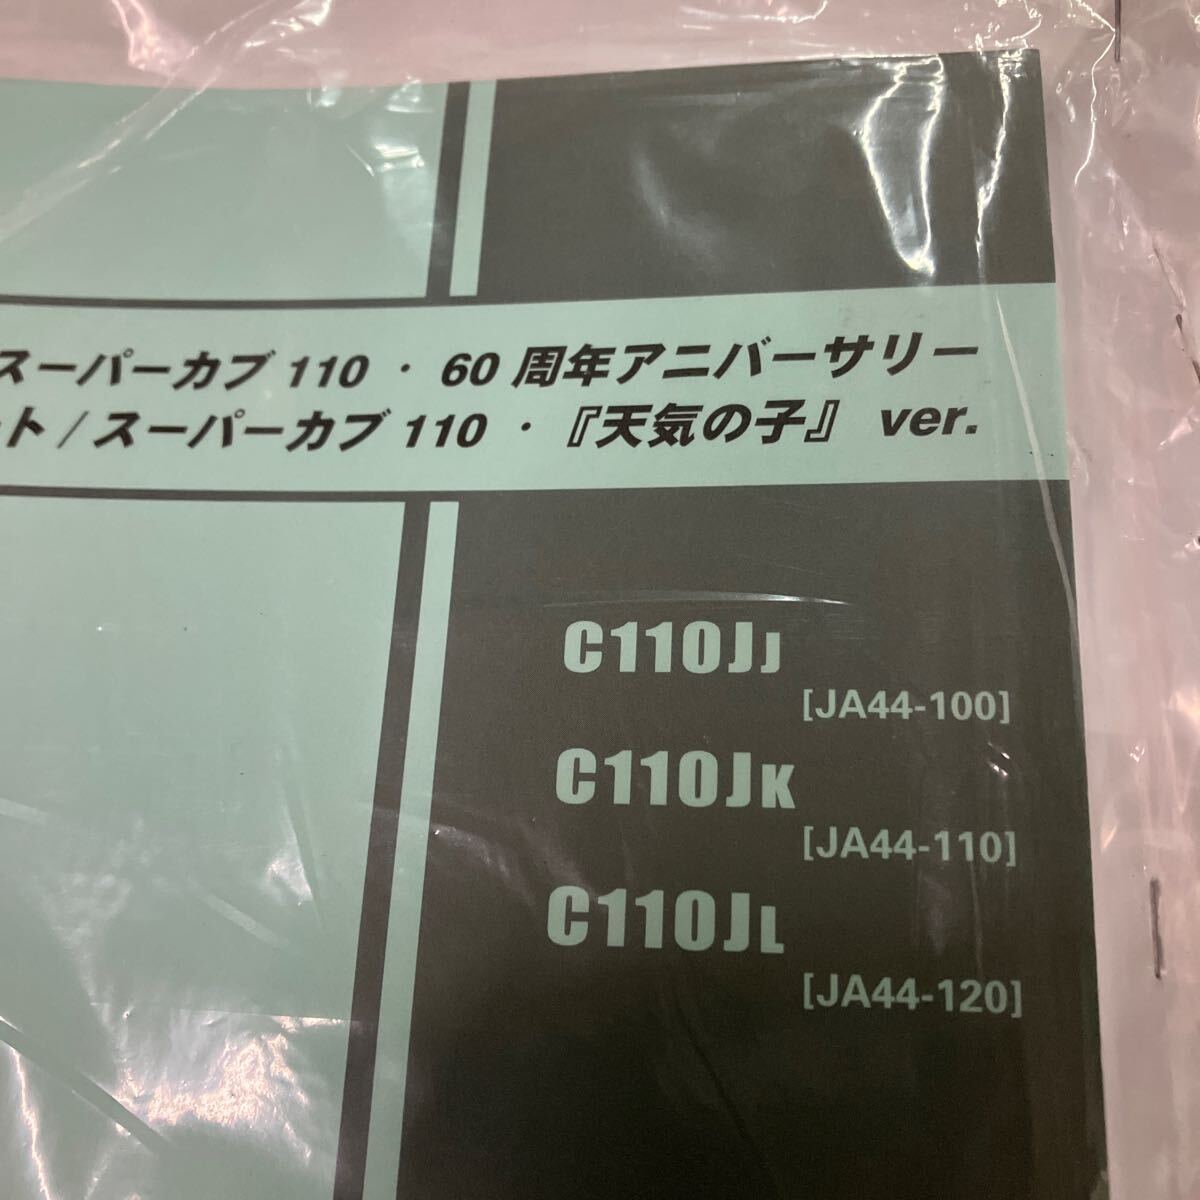 スーパーカブ 110 ・ 60 周年アニバーサリー
ット / スーパーカブ 110 ・『天気の子』 ver.
C110JJ
[JA44-100]
C110JK
[JA44-110]
C110JL
[JA44-120]